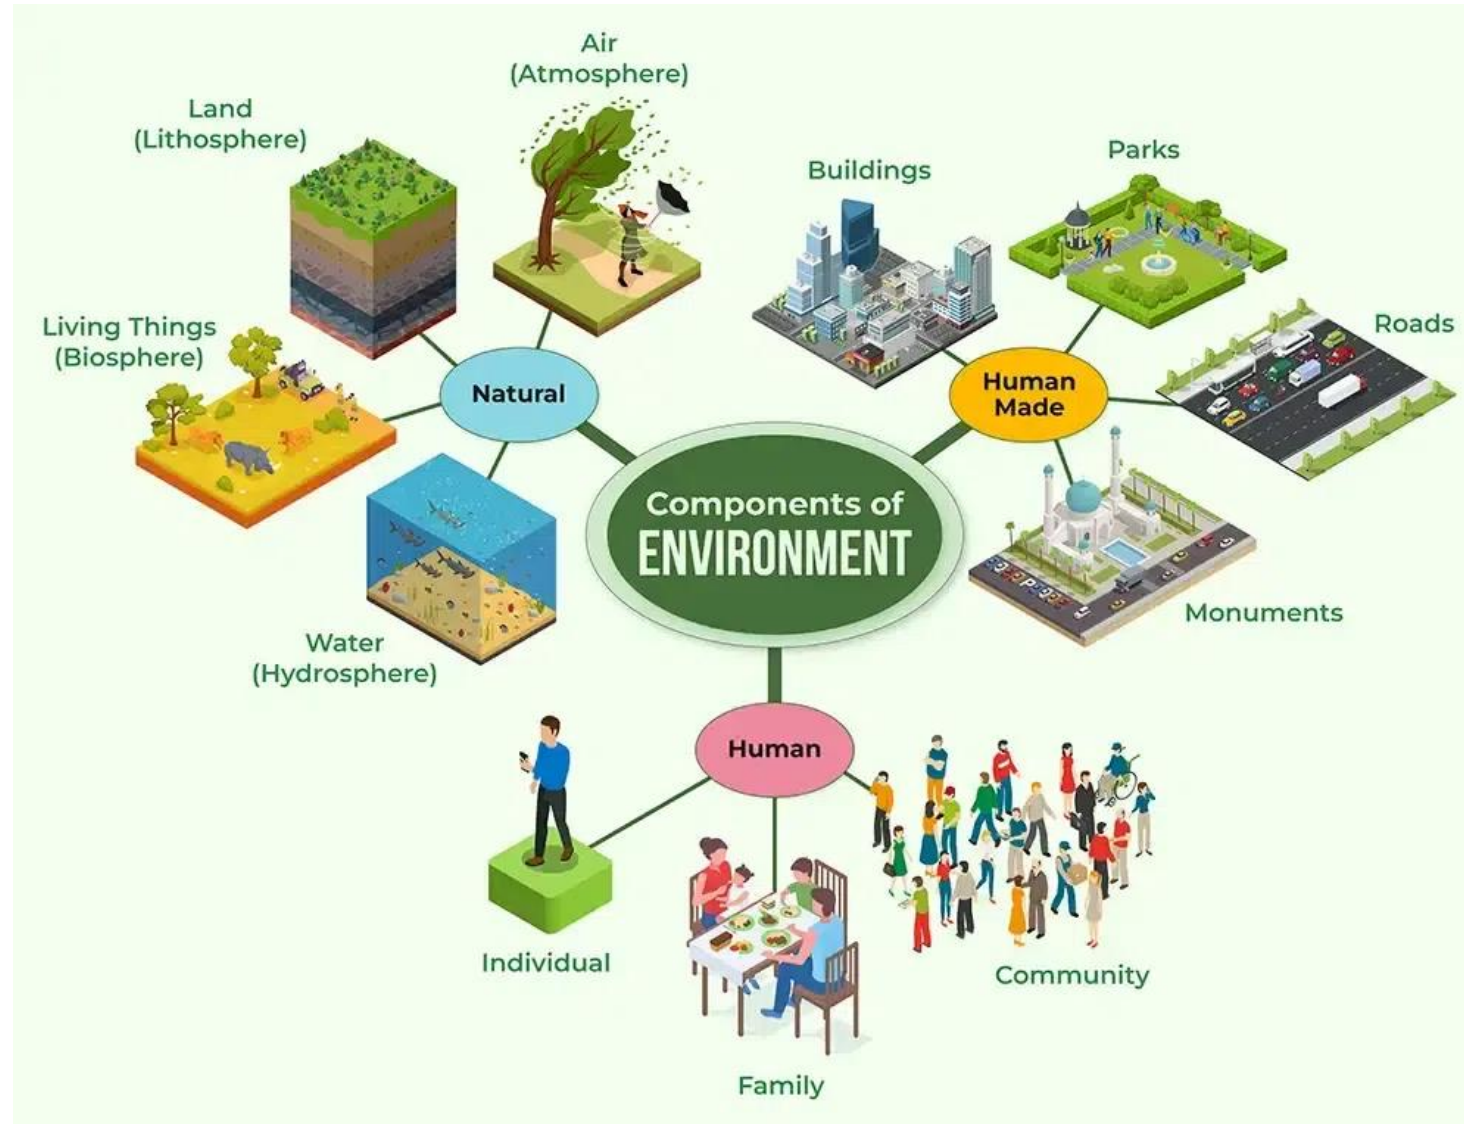 Components of
ENVIRONMENT
Natural
Land
(Lithosphere)
Air
(Atmosphere)
Living Things
(Biosphere)
Water
(Hydrosphere)
Human
Made
Buildings
Parks
Roads
Monuments
P
Human
Individual
Family
Community